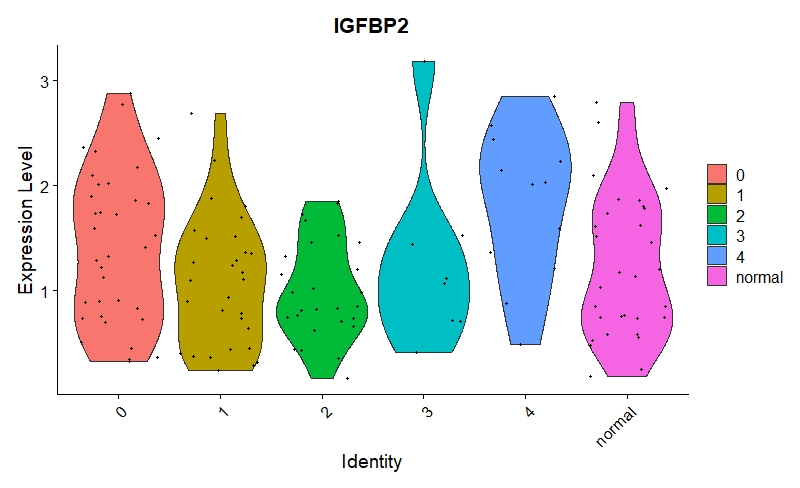 IGFBP2
Expression Level
3
2
1
0
1
2
3
4
normal
Identity
0
1
2
3
4
normal